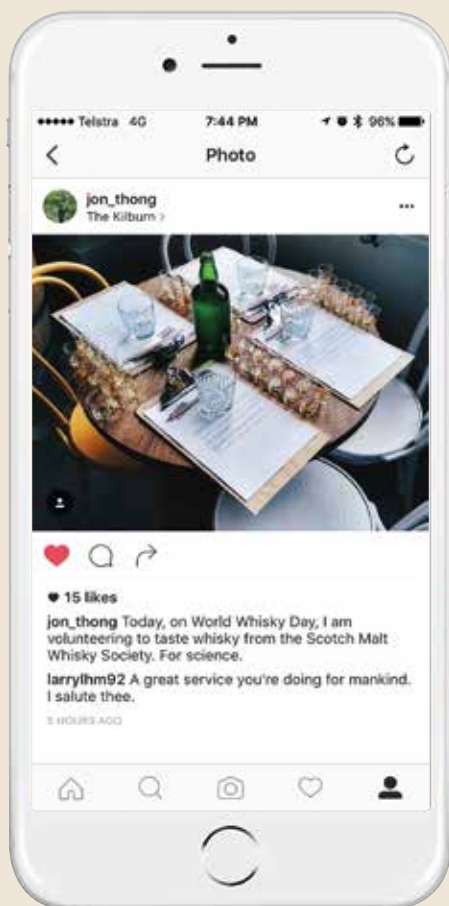 Telstra 4G 7:44 PM 96%
Photo
jon_thong
The Kilburn >
...
♥ 15 likes
jon_thong Today, on World Whisky Day, I am
volunteering to taste whisky from the Scotch Malt
Whisky Society. For science.
larrylhm92 A great service you're doing for mankind.
I salute thee.
5 HOURS AGO